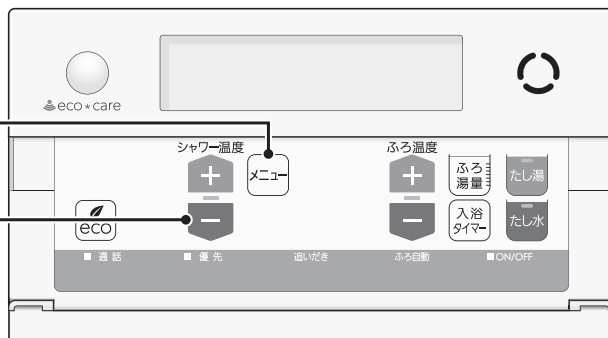 eco*care
シャワー温度
ふろ温度
+
メニュー
+
ふろ
湯量
たし湯
eco
−
−
入浴
タイマー
たし水
■ 通話
■ 優先
追いだき
ふろ自動
■ ON/OFF